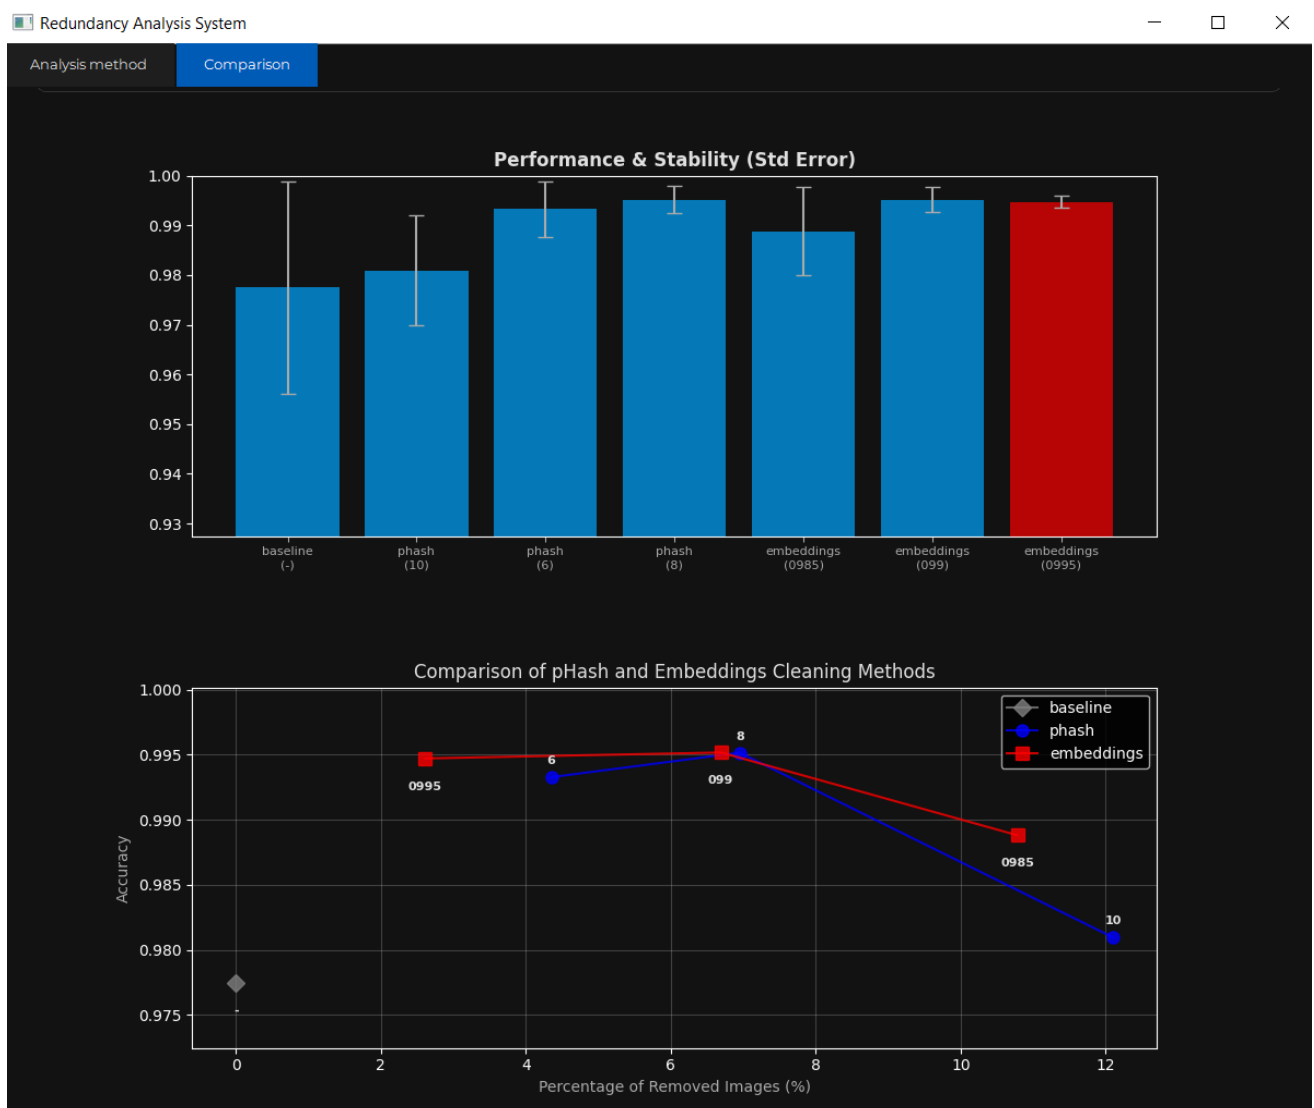 Redundancy Analysis System
Analysis method
Comparison
Performance & Stability (Std Error)
1.00
0.99
0.98
0.97
0.96
0.95
0.94
0.93
baseline
(-)
phash
(10)
phash
(6)
phash
(8)
embeddings
(0985)
embeddings
(099)
embeddings
(0995)
Comparison of pHash and Embeddings Cleaning Methods
Accuracy
1.000
0.995
0.990
0.985
0.980
0.975
baseline
phash
embeddings
0995
6
099
8
0985
10
-
0
2
4
6
8
10
12
Percentage of Removed Images (%)